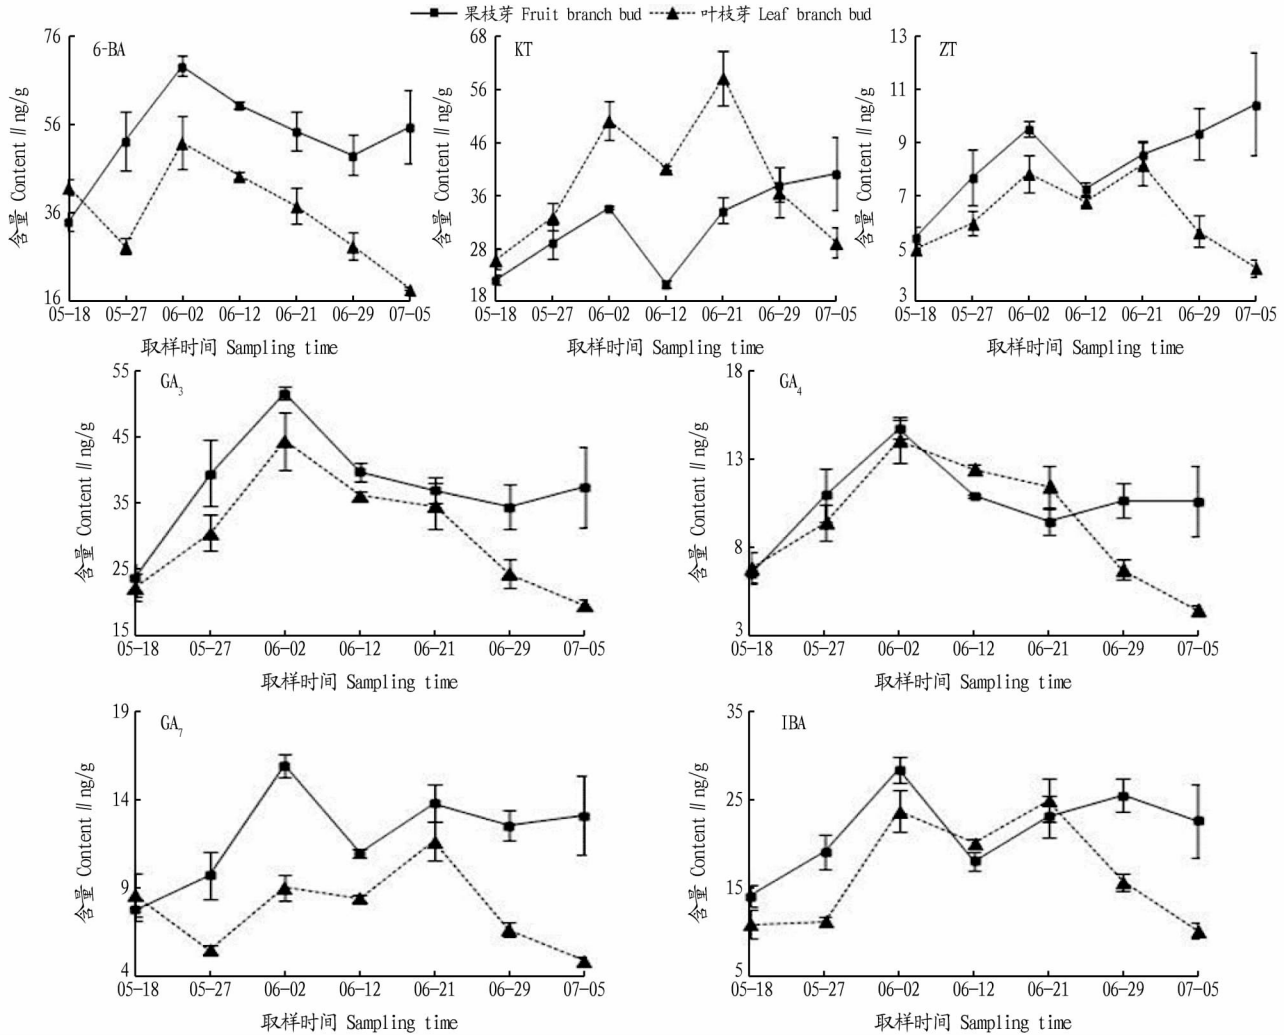 果枝芽 Fruit branch bud 叶枝芽 Leaf branch bud
6-BA
含量 Content // ng/g
76
56
36
16
05-18 05-27 06-02 06-12 06-21 06-29 07-05
取样时间 Sampling time
KT
含量 Content // ng/g
68
56
46
36
28
18
05-18 05-27 06-02 06-12 06-21 06-29 07-05
取样时间 Sampling time
ZT
含量 Content // ng/g
13
11
9
7
5
3
05-18 05-27 06-02 06-12 06-21 06-29 07-05
取样时间 Sampling time
GA3
含量 Content // ng/g
55
45
35
25
15
05-18 05-27 06-02 06-12 06-21 06-29 07-05
取样时间 Sampling time
GA4
含量 Content // ng/g
18
13
8
3
05-18 05-27 06-02 06-12 06-21 06-29 07-05
取样时间 Sampling time
GA7
含量 Content // ng/g
19
14
9
4
05-18 05-27 06-02 06-12 06-21 06-29 07-05
取样时间 Sampling time
IBA
含量 Content // ng/g
35
25
15
5
05-18 05-27 06-02 06-12 06-21 06-29 07-05
取样时间 Sampling time